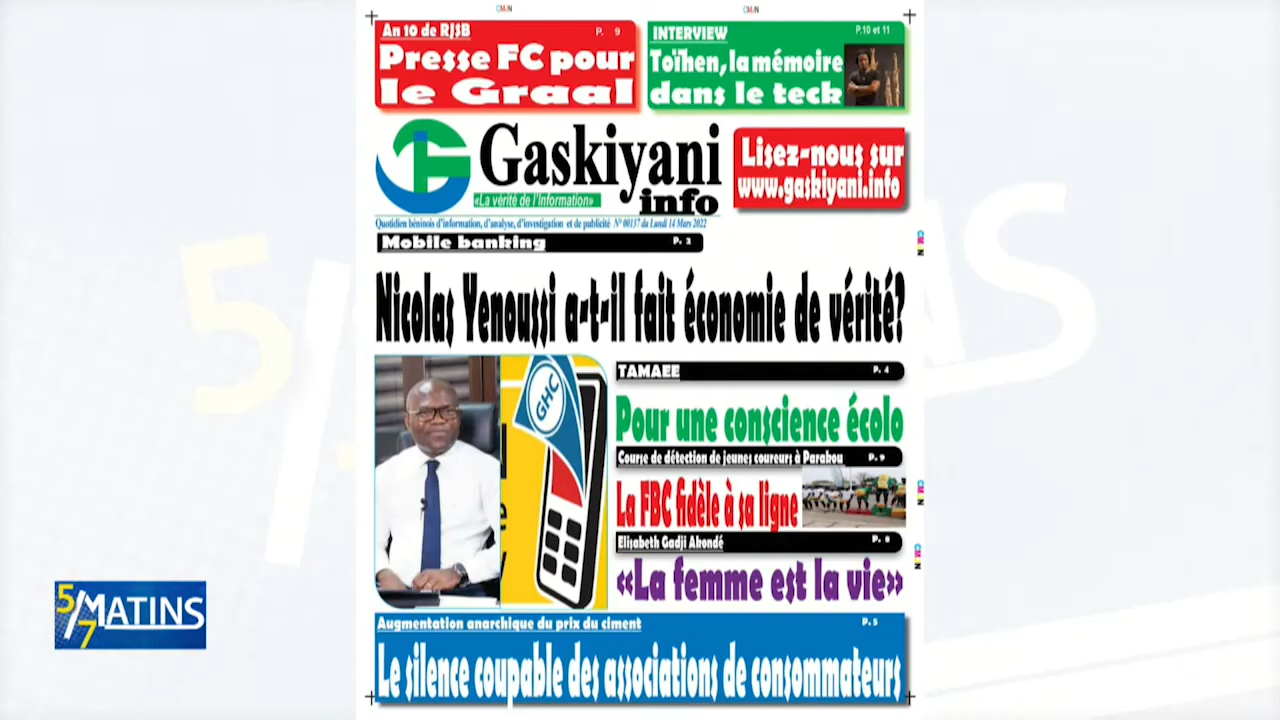 CMJN
CMJN
An 10 de RJSB
P. 9
Presse FC pour
le Graal
INTERVIEW
P.10 et 11
Toïhen, la mémoire
dans le teck
Gaskiyani
info
«La vérité de l'Information»
Lisez-nous sur
www.gaskiyani.info
Quotidien béninois d'information, d'analyse, d'investigation et de publicité N° 00137 du Lundi 14 Mars 2022
Mobile banking
P. 3
Nicolas Yenoussi a-t-il fait économie de vérité?
GHC
TAMAEE
P. 4
Pour une conscience écolo
Course de détection de jeunes coureurs à Parakou
P. 9
La FBC fidèle à sa ligne
Elisabeth Gadji Akondé
P. 8
«La femme est la vie»
Augmentation anarchique du prix du ciment
P. 5
Le silence coupable des associations de consommateurs
5/7 MATINS